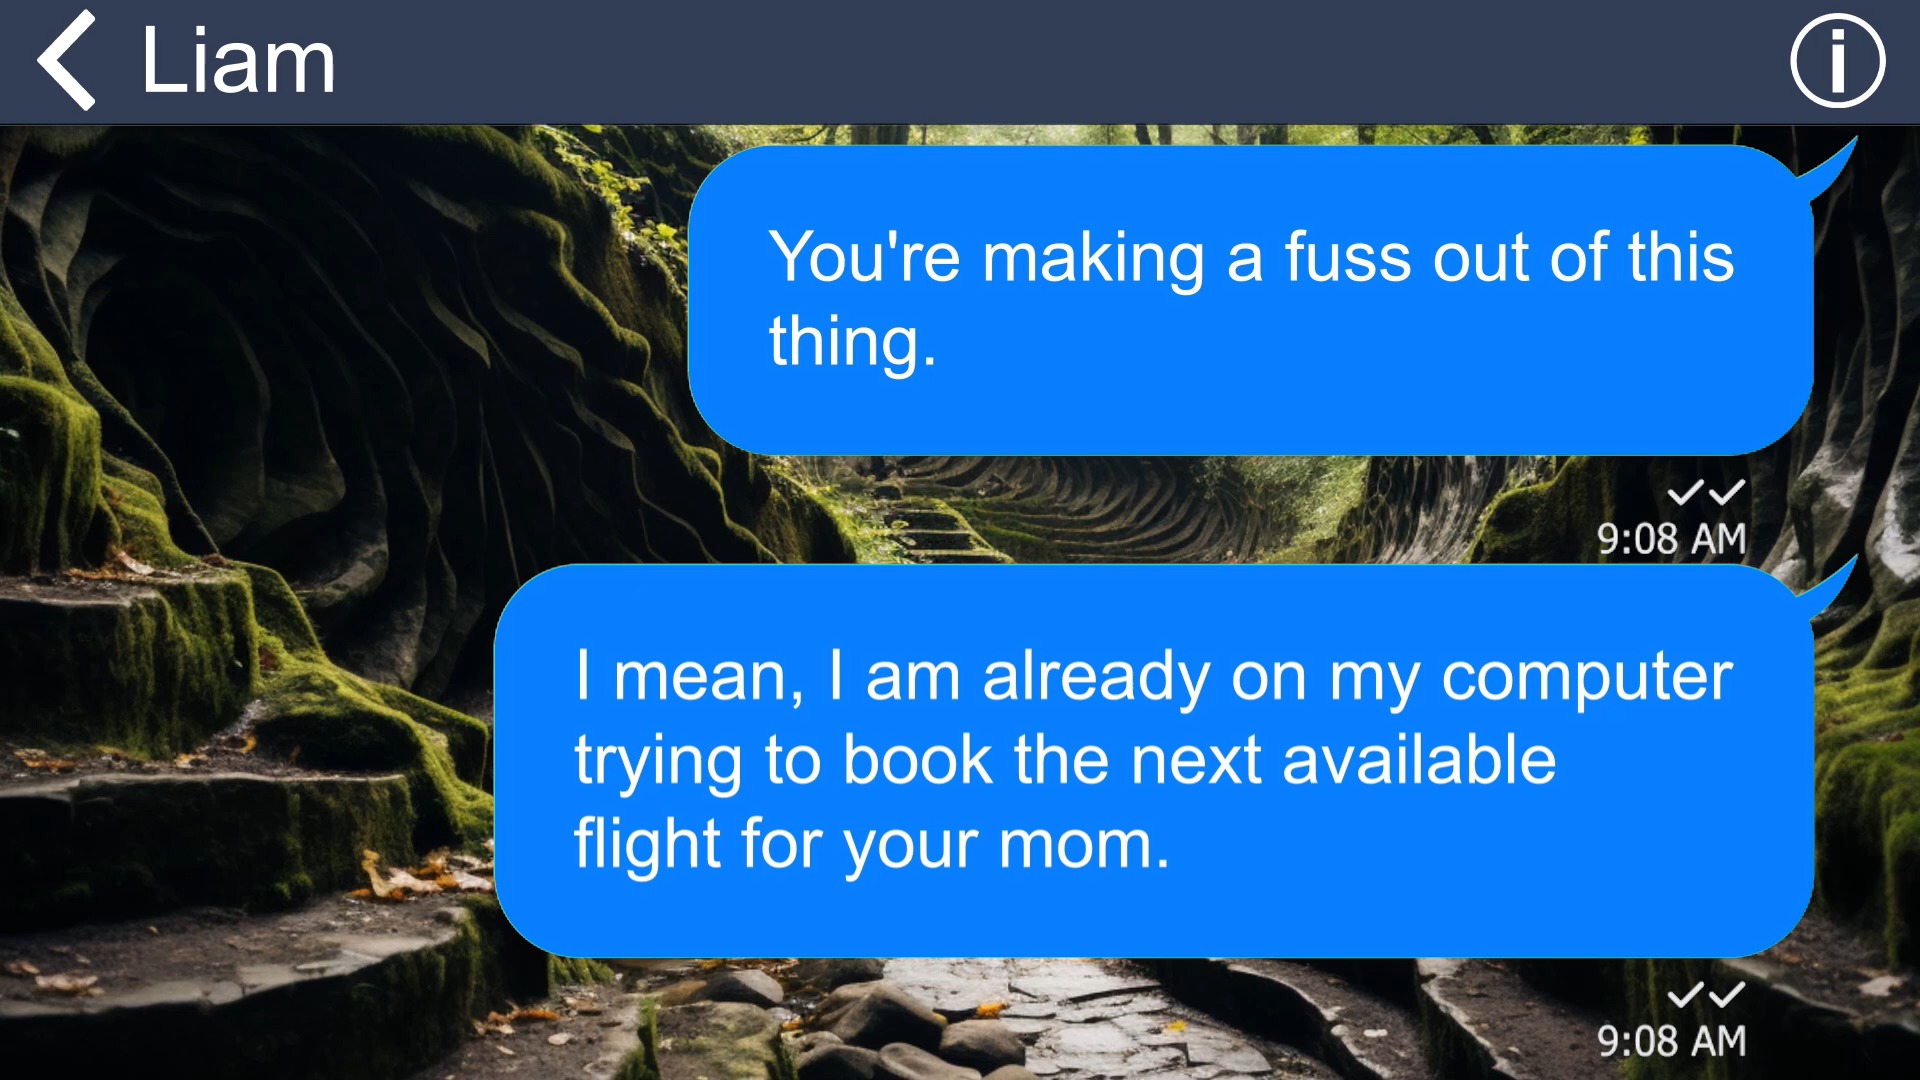 Liam
You're making a fuss out of this
thing.
9:08 AM
I mean, I am already on my computer
trying to book the next available
flight for your mom.
9:08 AM